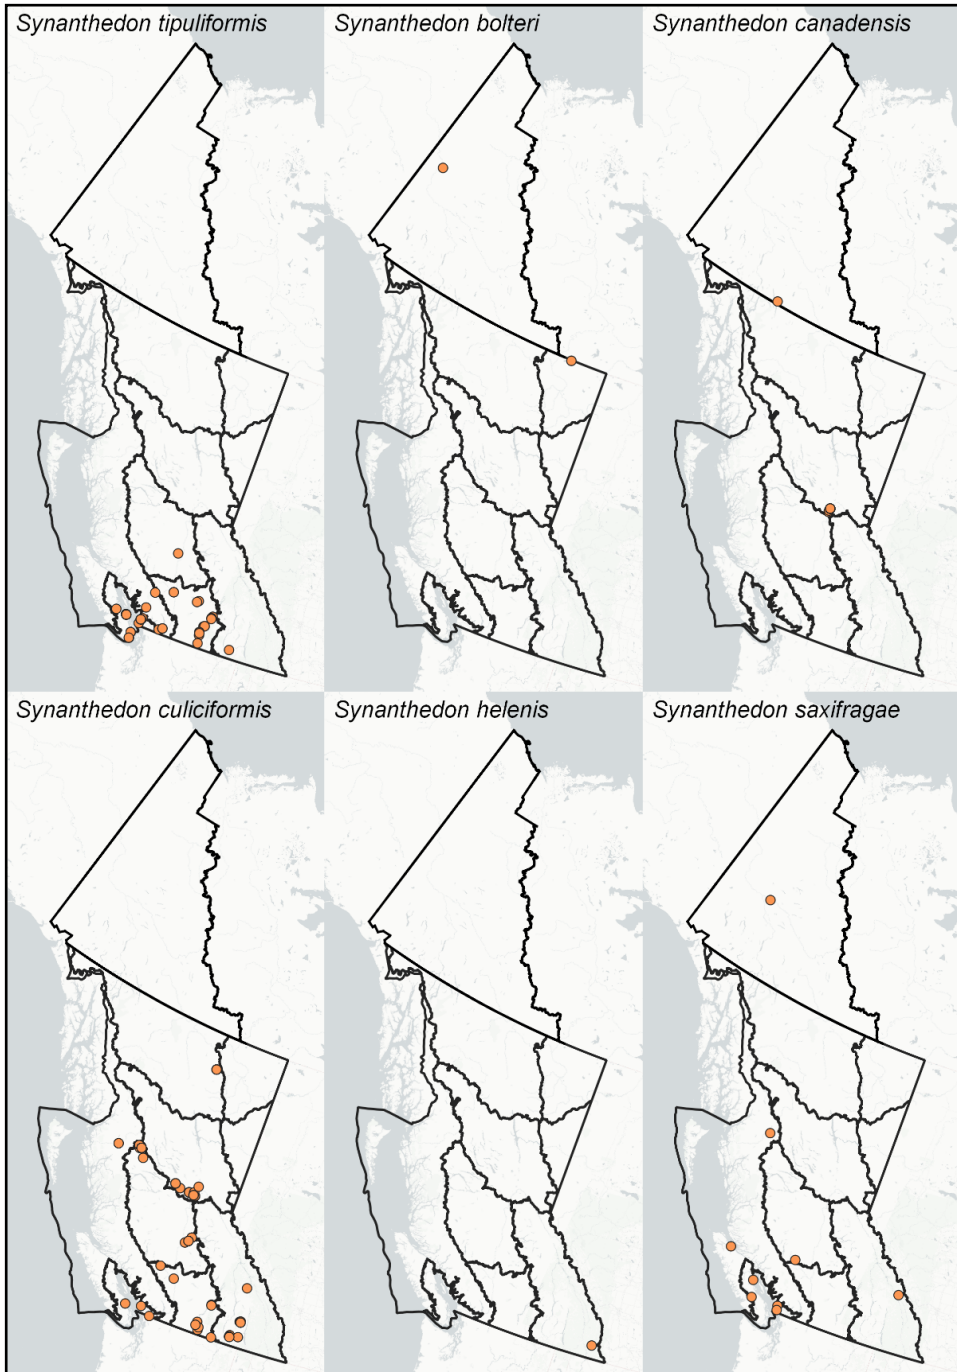 Synanthedon tipuliformis
Synanthedon bolteri
Synanthedon canadensis
Synanthedon culiciformis
Synanthedon helenis
Synanthedon saxifragae